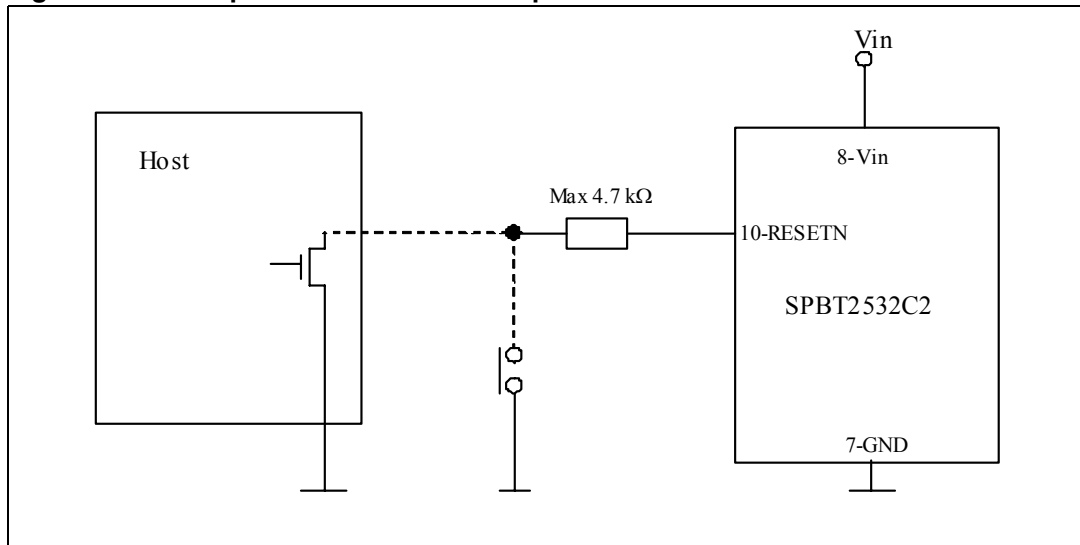 Vin
Host
8-Vin
Max 4.7 kΩ
10-RESETN
SPBT2532C2
7-GND